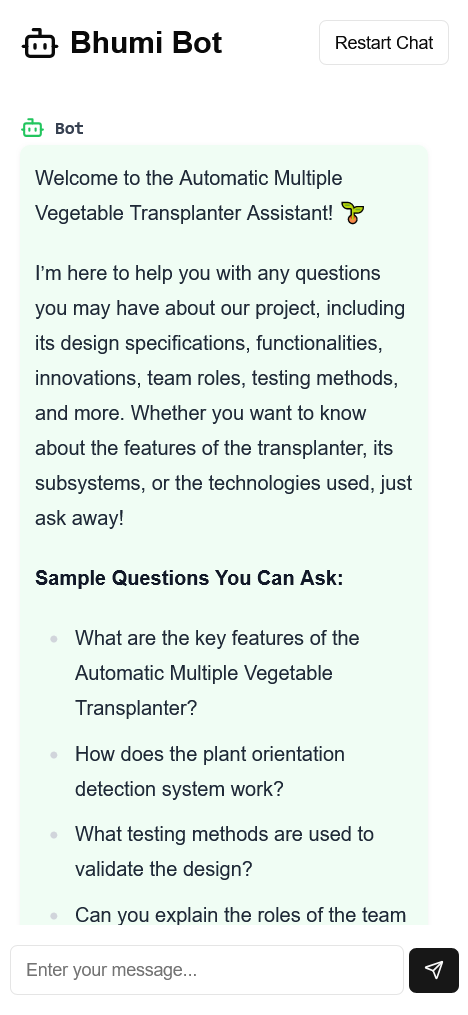 Bhumi Bot
Restart Chat
Bot
Welcome to the Automatic Multiple
Vegetable Transplanter Assistant! 🌱
I'm here to help you with any questions
you may have about our project, including
its design specifications, functionalities,
innovations, team roles, testing methods,
and more. Whether you want to know
about the features of the transplanter, its
subsystems, or the technologies used, just
ask away!
Sample Questions You Can Ask:
What are the key features of the
Automatic Multiple Vegetable
Transplanter?
How does the plant orientation
detection system work?
What testing methods are used to
validate the design?
Can you explain the roles of the team
Enter your message...